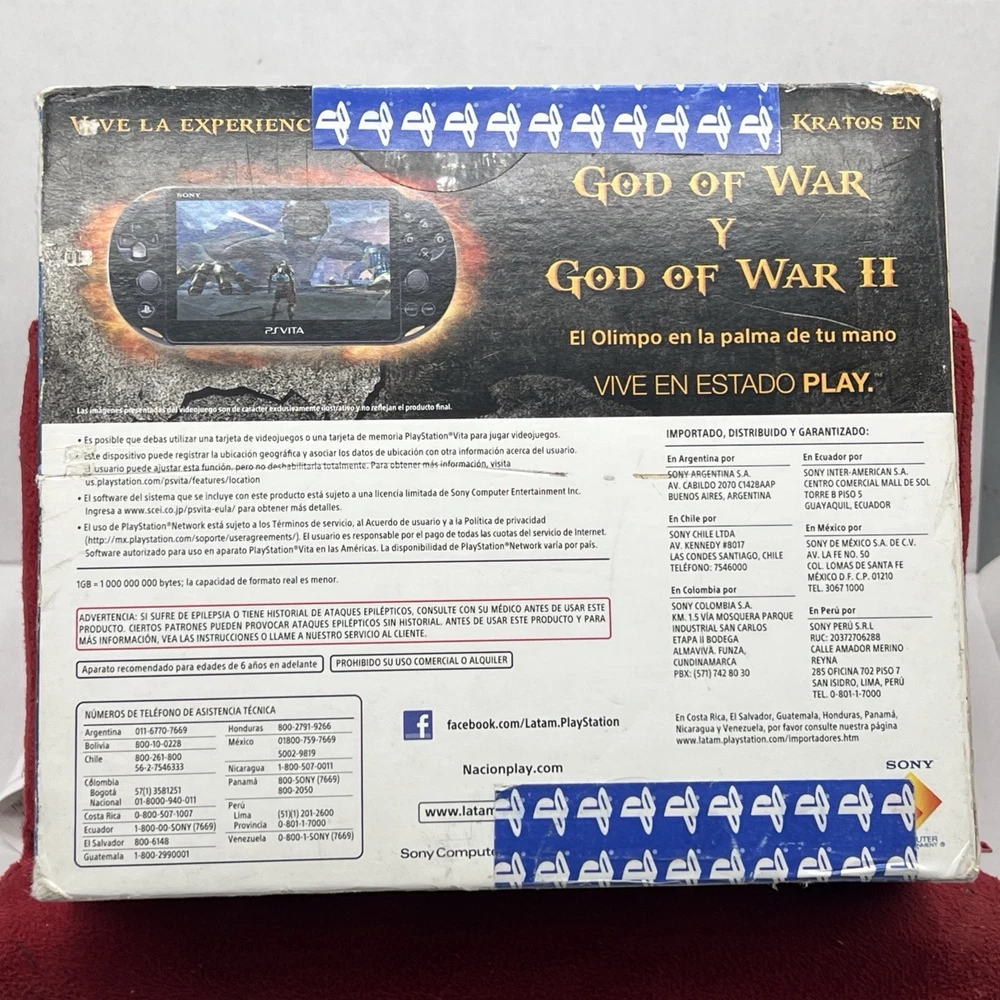 VIVE LA EXPERIENC
KRATOS EN
GOD OF WAR
Y
GOD OF WAR II
SONY
PSVITA
El Olimpo en la palma de tu mano
VIVE EN ESTADO PLAY.
Las imágenes presentadas del videojuego son de carácter exclusivamente ilustrativo y no reflejan el producto final.
• Es posible que debas utilizar una tarjeta de videojuegos o una tarjeta de memoria PlayStation®Vita para jugar videojuegos.
• Este dispositivo puede registrar la ubicación geográfica y asociar los datos de ubicación con otra información acerca del usuario.
El usuario puede ajustar esta función, pero no deshabilitarla totalmente. Para obtener más información, visita
us.playstation.com/psvita/features/location
• El software del sistema que se incluye con este producto está sujeto a una licencia limitada de Sony Computer Entertainment Inc.
Ingresa a www.scei.co.jp/psvita-eula/ para obtener más detalles.
• El uso de PlayStation®Network está sujeto a los Términos de servicio, al Acuerdo de usuario y a la Política de privacidad
(http://mx.playstation.com/soporte/useragreements/). El usuario es responsable por el pago de todas las cuotas del servicio de Internet.
Software autorizado para uso en aparato PlayStation®Vita en las Américas. La disponibilidad de PlayStation®Network varía por país.
1GB = 1 000 000 000 bytes; la capacidad de formato real es menor.
ADVERTENCIA: SI SUFRE DE EPILEPSIA O TIENE HISTORIAL DE ATAQUES EPILÉPTICOS, CONSULTE CON SU MÉDICO ANTES DE USAR ESTE
PRODUCTO. CIERTOS PATRONES PUEDEN PROVOCAR ATAQUES EPILÉPTICOS SIN HISTORIAL. ANTES DE USAR ESTE PRODUCTO Y PARA
MÁS INFORMACIÓN, VEA LAS INSTRUCCIONES O LLAME A NUESTRO SERVICIO AL CLIENTE.
Aparato recomendado para edades de 6 años en adelante
PROHIBIDO SU USO COMERCIAL O ALQUILER
IMPORTADO, DISTRIBUIDO Y GARANTIZADO:
En Argentina por
SONY ARGENTINA S.A.
AV. CABILDO 2070 C1428AAP
BUENOS AIRES, ARGENTINA
En Chile por
SONY CHILE LTDA
AV. KENNEDY #8017
LAS CONDES SANTIAGO, CHILE
TELÉFONO: 7546000
En Colombia por
SONY COLOMBIA S.A.
KM. 1.5 VÍA MOSQUERA PARQUE
INDUSTRIAL SAN CARLOS
ETAPA II BODEGA
ALMAVIVA. FUNZA,
CUNDINAMARCA
PBX: (571) 742 80 30
En Ecuador por
SONY INTER-AMERICAN S.A.
CENTRO COMERCIAL MALL DE SOL
TORRE B PISO 5
GUAYAQUIL, ECUADOR
En México por
SONY DE MÉXICO S.A. DE C.V.
AV. LA FE NO. 50
COL. LOMAS DE SANTA FE
MÉXICO D.F. C.P. 01210
TEL. 3067 1000
En Perú por
SONY PERÚ S.R.L
RUC: 20372706288
CALLE AMADOR MERINO
REYNA
285 OFICINA 702 PISO 7
SAN ISIDRO, LIMA, PERÚ
TEL. 0-801-1-7000
En Costa Rica, El Salvador, Guatemala, Honduras, Panamá,
Nicaragua y Venezuela, por favor consulte nuestra página
www.latam.playstation.com/importadores.htm
NÚMEROS DE TELÉFONO DE ASISTENCIA TÉCNICA
Argentina 011-6770-7669
Bolivia 800-10-0228
Chile 800-261-800
56-2-7546333
Colombia
Bogotá 57(1) 3581251
Nacional 01-8000-940-011
Costa Rica 0-800-507-1007
Ecuador 1-800-00-SONY (7669)
El Salvador 800-6148
Guatemala 1-800-2990001
Honduras 800-2791-9266
México 01800-759-7669
5002-9819
Nicaragua 1-800-507-0011
Panamá 800-SONY (7669)
800-2050
Perú
Lima (51)(1) 201-2600
Provincia 0-801-1-7000
Venezuela 0-800-1-SONY (7669)
facebook.com/Latam.PlayStation
Nacionplay.com
www.latam
Sony Compute
SONY